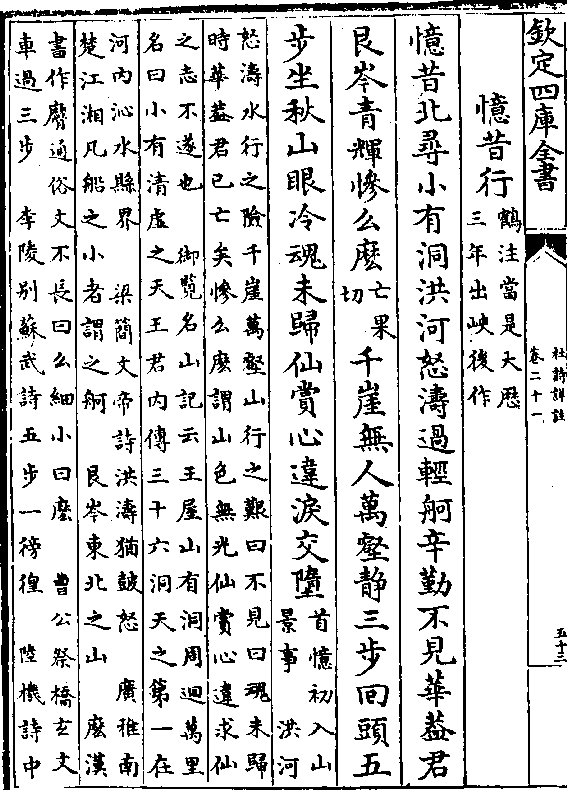 欽定四庫全書
杜詩詳註
卷二十一
五十三
憶昔行
鶴注當是大厯
三年出峽後作
憶昔北尋小有洞洪河怒濤過輕舸辛勤不見華葢君
艮岑青輝慘么麽
亡果
切
千崖無人萬壑静三步回頭五
步坐秋山眼冷魂未歸仙賞心違淚交墮
首憶初入山
景事　洪河
怒濤水行之險千崖萬壑山行之艱曰不見曰魂未歸
時華葢君已亡矣慘么麽謂山色無光仙賞心違求仙
之志不遂也　御覽名山記云王屋山有洞周迴萬里
名曰小有清虚之天王君内傳三十六洞天之第一在
河内沁水縣界　梁簡文帝詩洪濤猶鼓怒　廣雅南
楚江湘凡船之小者謂之舸　艮岑東北之山　麽漢
書作䯢通俗文不長曰么細小曰麽　曹公祭橋玄文
車過三步　李陵别蘇武詩五步一徬徨　陸機詩中